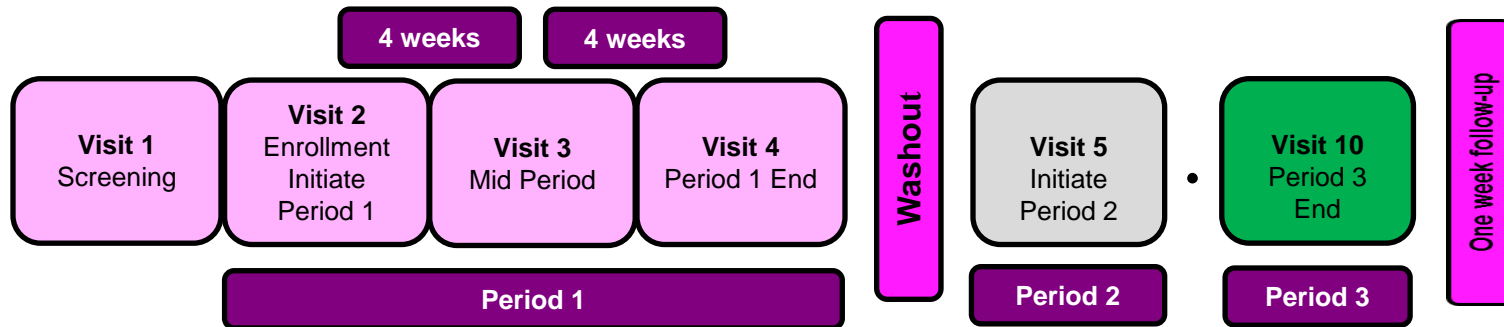 4 weeks
4 weeks
Visit 1
Screening
Visit 2
Enrollment
Initiate
Period 1
Visit 3
Mid Period
Visit 4
Period 1 End
Washout
Visit 5
Initiate
Period 2
•
Visit 10
Period 3
End
One week follow-up
Period 1
Period 2
Period 3